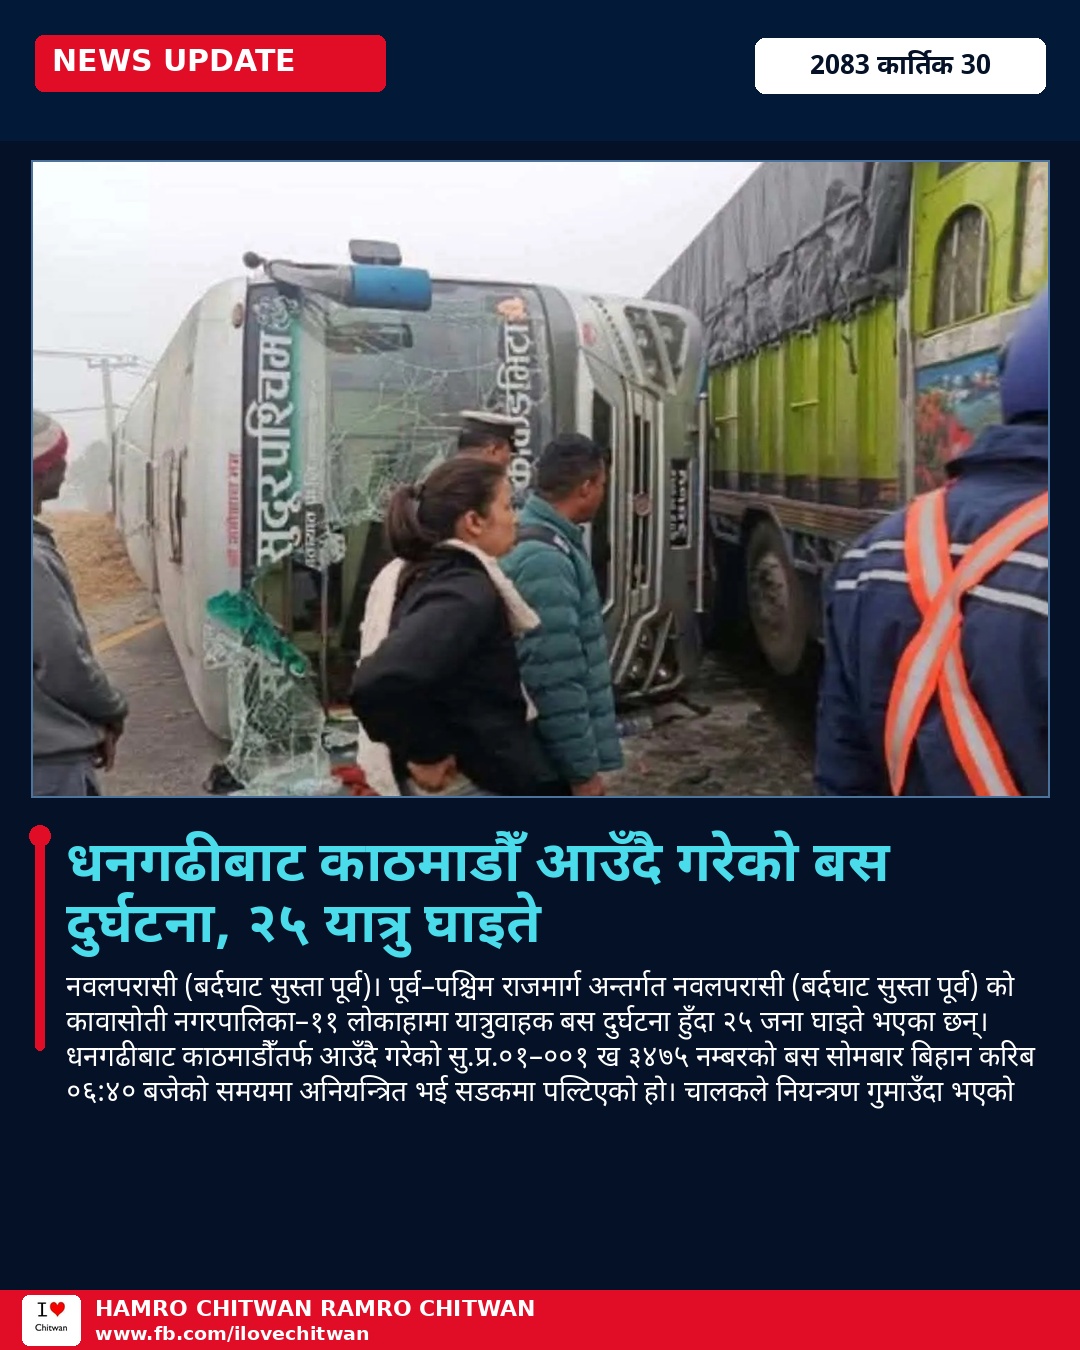 NEWS UPDATE
2083 कार्तिक 30
सुदूरपश्चिम
धनगढीबाट काठमाडौँ आउँदै गरेको बस
दुर्घटना, २५ यात्रु घाइते
नवलपरासी (बर्दघाट सुस्ता पूर्व)। पूर्व–पश्चिम राजमार्ग अन्तर्गत नवलपरासी (बर्दघाट सुस्ता पूर्व) को
कावासोती नगरपालिका–११ लोकाहामा यात्रुवाहक बस दुर्घटना हुँदा २५ जना घाइते भएका छन्।
धनगढीबाट काठमाडौँतर्फ आउँदै गरेको सु.प्र.०१–००१ ख ३४७५ नम्बरको बस सोमबार बिहान करिब
०६:४० बजेको समयमा अनियन्त्रित भई सडकमा पल्टिएको हो। चालकले नियन्त्रण गुमाउँदा भएको
I❤
Chitwan
HAMRO CHITWAN RAMRO CHITWAN
www.fb.com/ilovechitwan